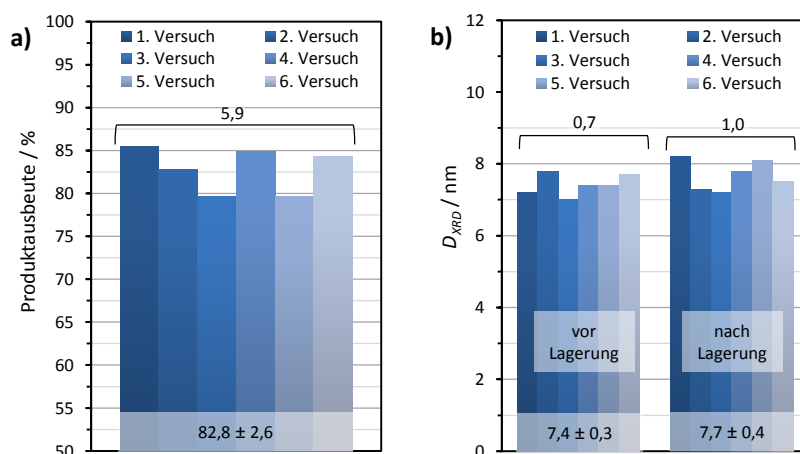 a)
1. Versuch 2. Versuch
3. Versuch 4. Versuch
5. Versuch 6. Versuch
5,9
Produktausbeute / %
100
95
90
85
80
75
70
65
60
55
50
82,8 ± 2,6
b)
1. Versuch 2. Versuch
3. Versuch 4. Versuch
5. Versuch 6. Versuch
0,7
1,0
D_XRD / nm
12
10
8
6
4
2
0
vor
Lagerung
nach
Lagerung
7,4 ± 0,3
7,7 ± 0,4